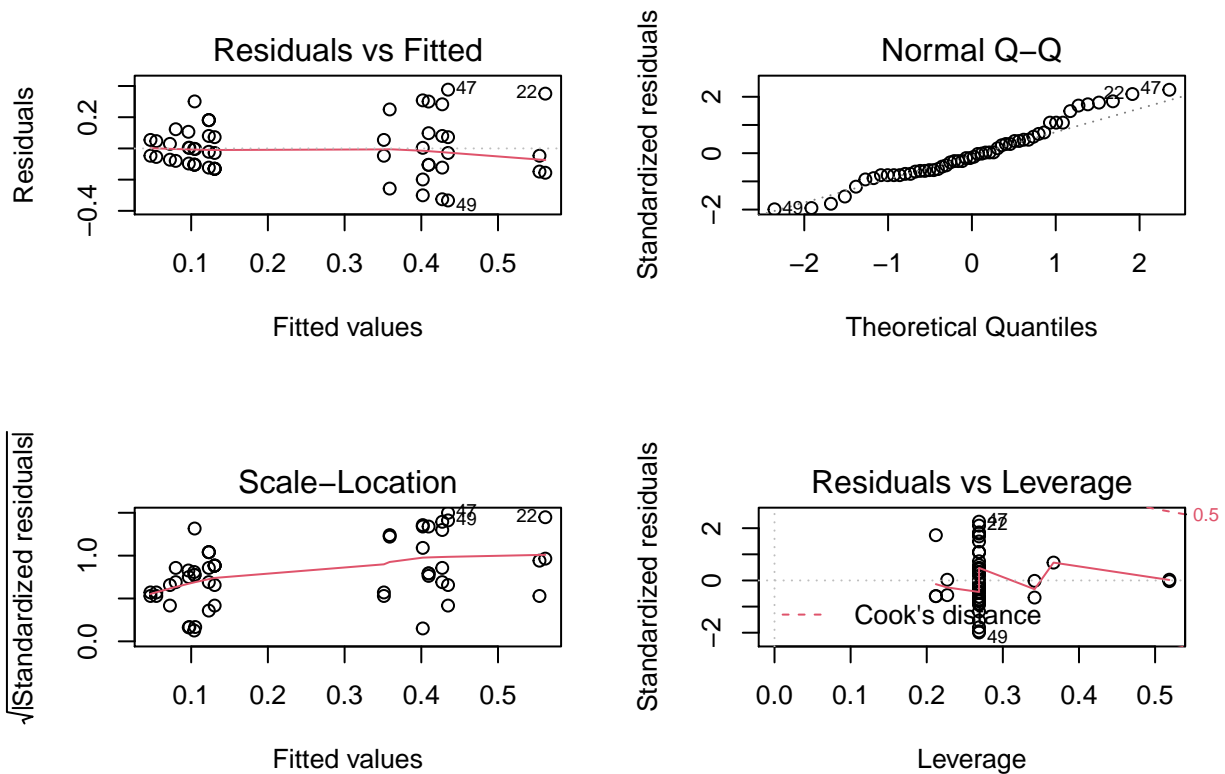 Residuals vs Fitted
Residuals
0.2
−0.4
47
22
49
0.1 0.2 0.3 0.4 0.5
Fitted values
Normal Q−Q
Standardized residuals
2
0
−2
22
47
49
−2 −1 0 1 2
Theoretical Quantiles
Scale−Location
√|Standardized residuals|
1.0
0.0
47
49
22
0.1 0.2 0.3 0.4 0.5
Fitted values
Residuals vs Leverage
Standardized residuals
2
0
−2
47
22
49
0.5
Cook's distance
0.0 0.1 0.2 0.3 0.4 0.5
Leverage